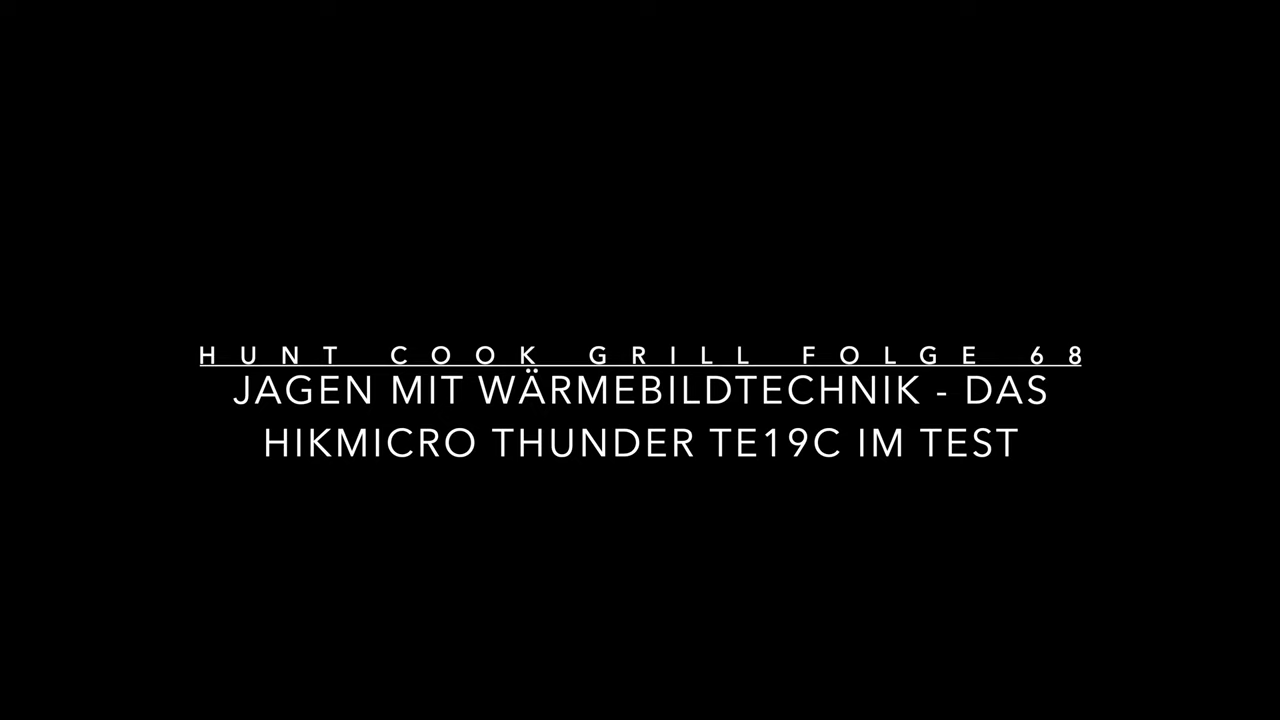 HUNT COOK GRILL FOLGE 68
JAGEN MIT WÄRMEBILDTECHNIK - DAS
HIKMICRO THUNDER TE19C IM TEST